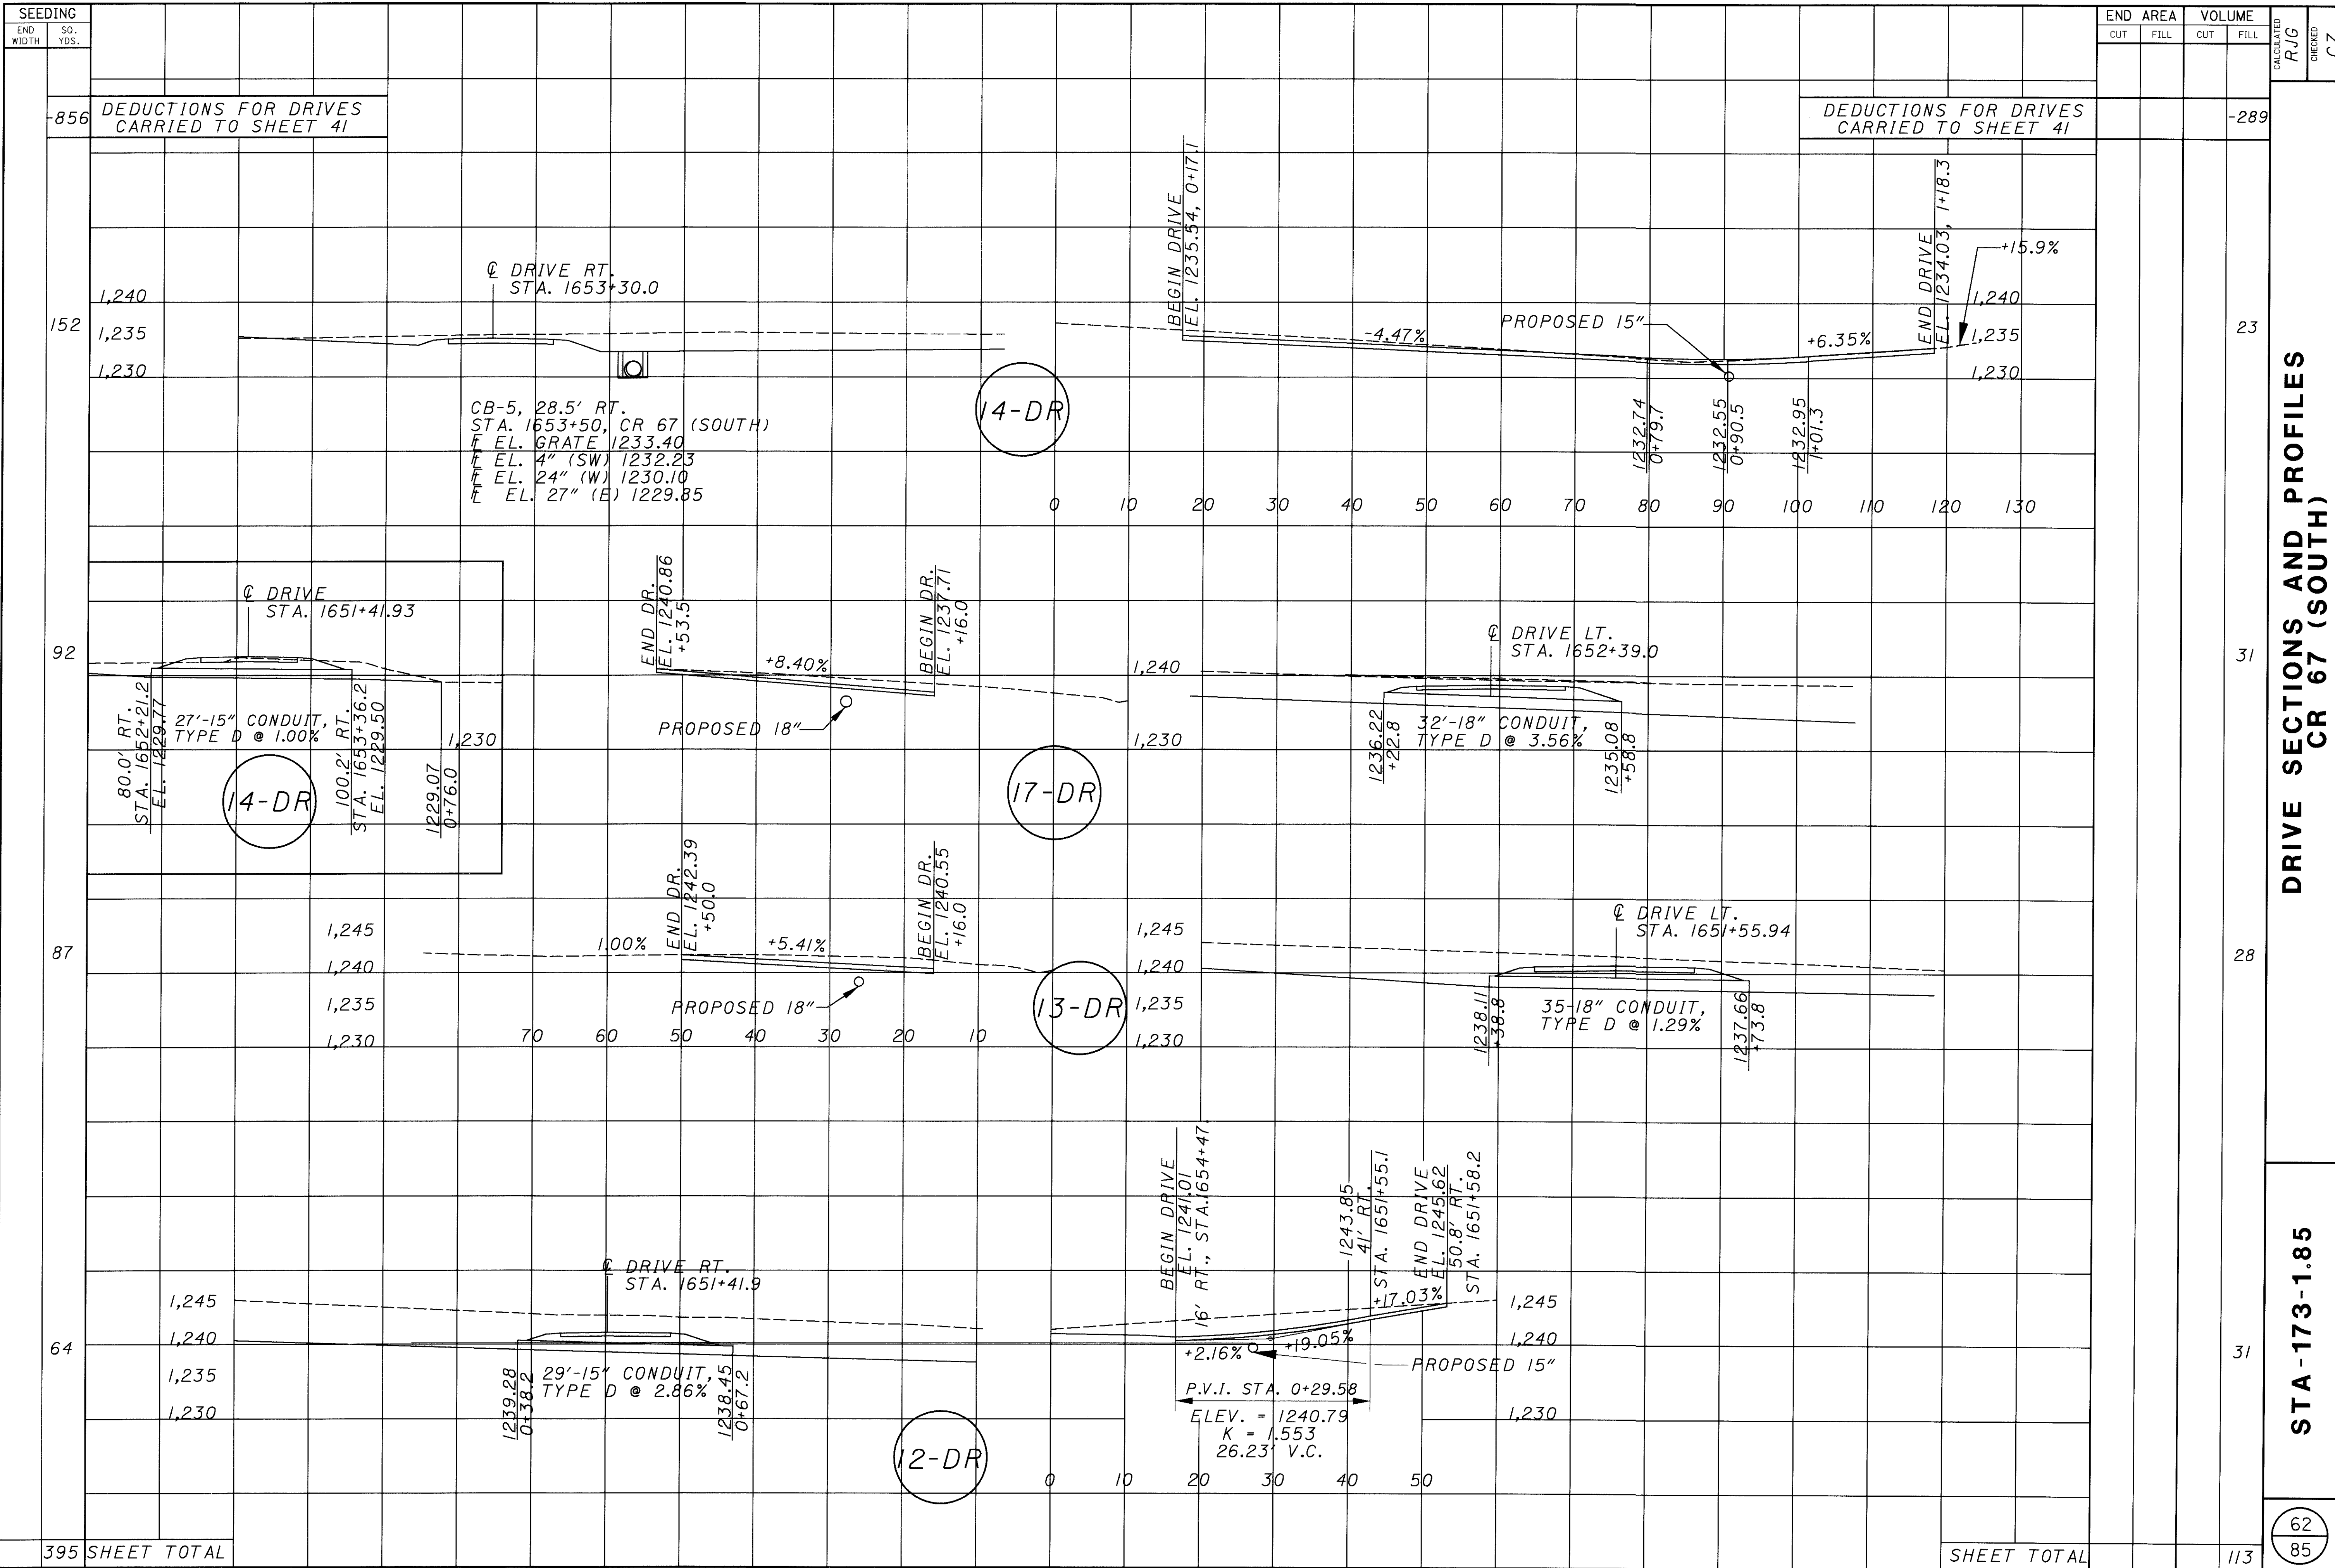 SEEDING
END WIDTH
SQ. YDS.
END AREA
VOLUME
CUT
FILL
CUT
FILL
CALCULATED
RJG
CHECKED
-856
DEDUCTIONS FOR DRIVES
CARRIED TO SHEET 41
DEDUCTIONS FOR DRIVES
CARRIED TO SHEET 41
-289
152
1,240
1,235
1,230
℄ DRIVE RT.
STA. 1653+30.0
CB-5, 28.5' RT.
STA. 1653+50, CR 67 (SOUTH)
EL. GRATE 1233.40
EL. 4" (SW) 1232.23
EL. 24" (W) 1230.10
EL. 27" (E) 1229.85
14-DR
BEGIN DRIVE
EL. 1235.54, 0+17.1
-4.47%
PROPOSED 15"
+6.35%
END DRIVE
EL. 1234.03, 1+18.3
+15.9%
1,240
1,235
1,230
1232.74
0+79.7
1232.55
0+90.5
1232.95
1+01.3
0 10 20 30 40 50 60 70 80 90 100 110 120 130
23
92
℄ DRIVE
STA. 1651+41.93
80.0' RT.
STA. 1652+21.2
EL. 1229.77
27'-15" CONDUIT,
TYPE D @ 1.00%
14-DR
100.2' RT.
STA. 1653+36.2
EL. 1229.50
1229.07
0+76.0
1,230
END DR.
EL. 1240.86
+53.5
+8.40%
PROPOSED 18"
BEGIN DR.
EL. 1237.71
+16.0
17-DR
1,240
1,230
℄ DRIVE LT.
STA. 1652+39.0
1236.22
+22.8
32'-18" CONDUIT,
TYPE D @ 3.56%
1235.08
+58.8
31
87
1,245
1,240
1,235
1,230
1.00%
END DR.
EL. 1242.39
+50.0
+5.41%
PROPOSED 18"
BEGIN DR.
EL. 1240.55
+16.0
70 60 50 40 30 20 10
13-DR
1,245
1,240
1,235
1,230
℄ DRIVE LT.
STA. 1651+55.94
1238.11
+38.8
35-18" CONDUIT,
TYPE D @ 1.29%
1237.66
+73.8
28
64
1,245
1,240
1,235
1,230
℄ DRIVE RT.
STA. 1651+41.9
1239.28
0+38.2
29'-15" CONDUIT,
TYPE D @ 2.86%
1238.45
0+67.2
12-DR
BEGIN DRIVE
EL. 1241.01
16' RT., STA.1654+47.
1243.85
41' RT.
STA. 1651+55.1
END DRIVE
EL. 1245.62
50.8' RT.
STA. 1651+58.2
+17.03%
+2.16%
+19.05%
PROPOSED 15"
P.V.I. STA. 0+29.58
ELEV. = 1240.79
K = 1.553
26.23' V.C.
1,245
1,240
1,230
0 10 20 30 40 50
31
395
SHEET TOTAL
SHEET TOTAL
113
DRIVE SECTIONS AND PROFILES
CR 67 (SOUTH)
STA-173-1.85
62
85